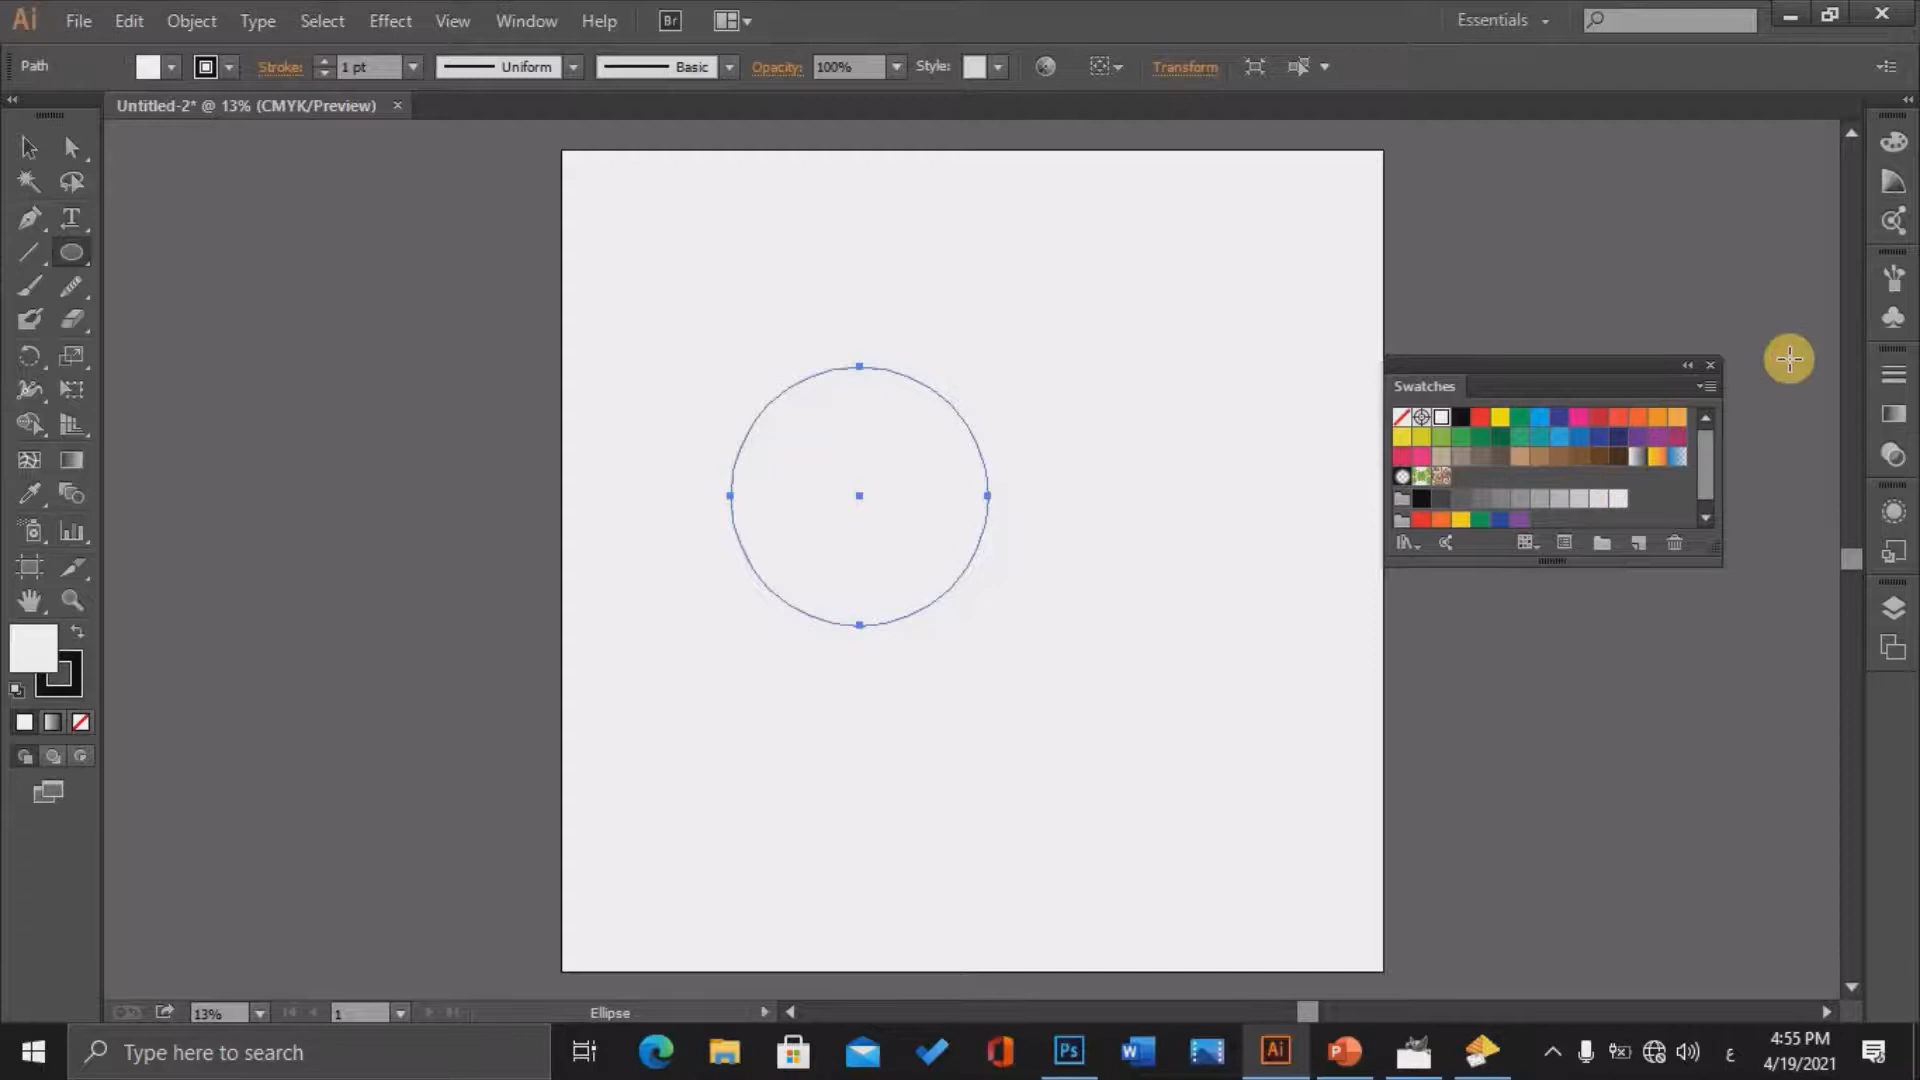 Ai File Edit Object Type Select Effect View Window Help Br Essentials
Path Stroke: 1 pt Uniform Basic Opacity: 100% Style: Transform
Untitled-2* @ 13% (CMYK/Preview)
Swatches
13% 1 Ellipse
Type here to search Ps W Ai P ع 4:55 PM
4/19/2021